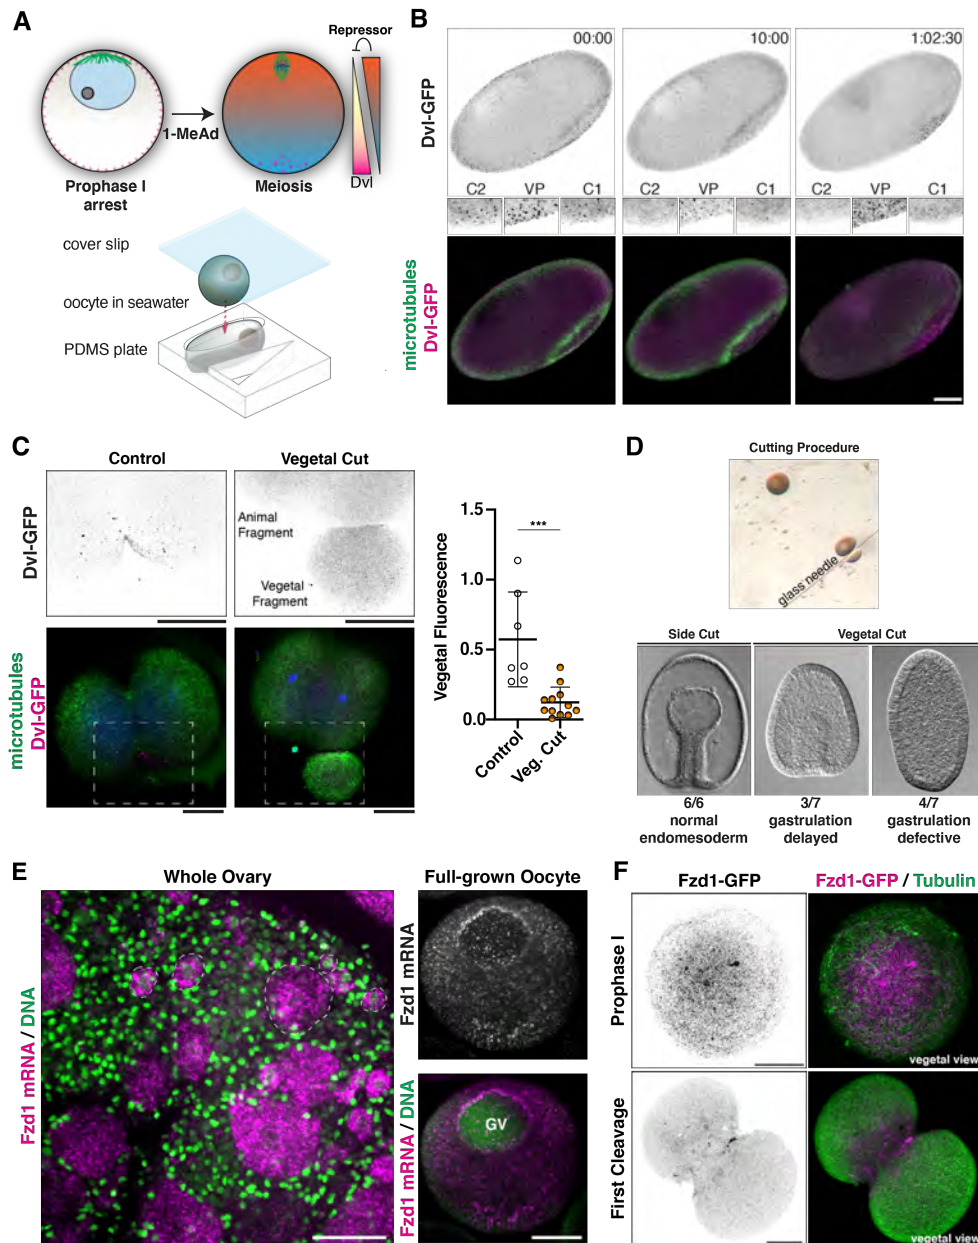 A
Repressor
1-MeAd
Prophase I
arrest
Meiosis
Dvl
cover slip
oocyte in seawater
PDMS plate
B
Dvl-GFP
00:00
10:00
1:02:30
C2 VP C1
C2 VP C1
C2 VP C1
microtubules
Dvl-GFP
C
Control
Vegetal Cut
Dvl-GFP
Animal
Fragment
Vegetal
Fragment
microtubules
Dvl-GFP
Vegetal Fluorescence
1.5
1.0
0.5
0.0
***
Control
Veg. Cut
D
Cutting Procedure
glass needle
Side Cut
Vegetal Cut
6/6
normal
endomesoderm
3/7
gastrulation
delayed
4/7
gastrulation
defective
E
Whole Ovary
Full-grown Oocyte
Fzd1 mRNA / DNA
Fzd1 mRNA
Fzd1 mRNA / DNA
GV
F
Fzd1-GFP
Fzd1-GFP / Tubulin
Prophase I
vegetal view
First Cleavage
vegetal view